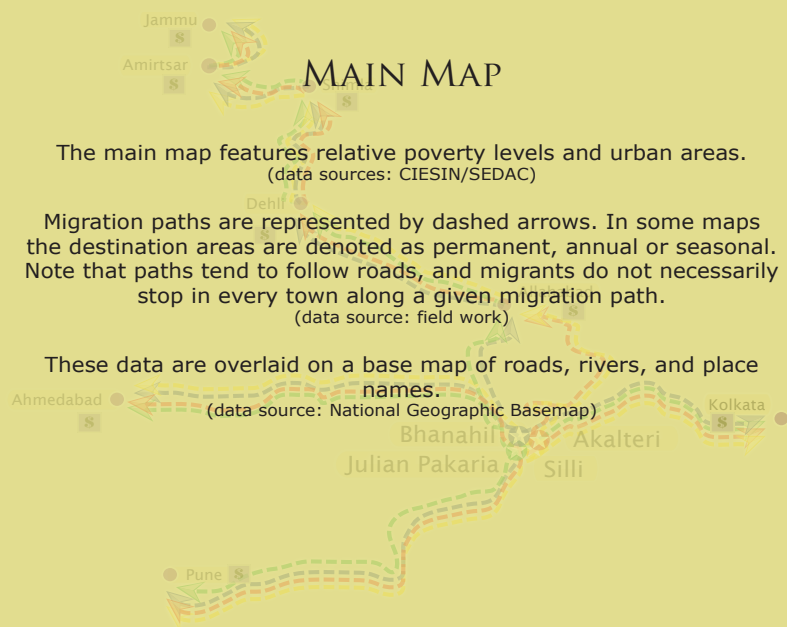 Jammu
S
Amirtsar
S
MAIN MAP
Shimla
S
The main map features relative poverty levels and urban areas.
(data sources: CIESIN/SEDAC)
Dehli
S
Migration paths are represented by dashed arrows. In some maps
the destination areas are denoted as permanent, annual or seasonal.
Note that paths tend to follow roads, and migrants do not necessarily
stop in every town along a given migration path.
Allahabad
S
(data source: field work)
These data are overlaid on a base map of roads, rivers, and place
names.
(data source: National Geographic Basemap)
Ahmedabad
S
Kolkata
S
Bhanahil
Akalteri
Julian Pakaria
Silli
Pune S